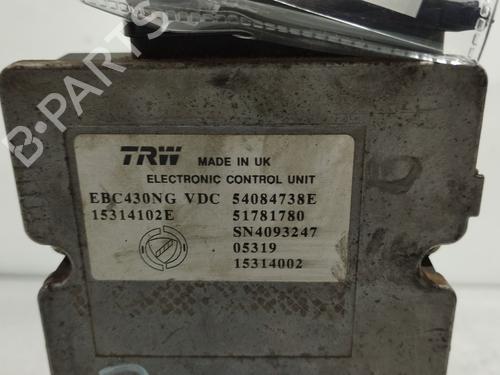 B-PARTS
TRW MADE IN UK
ELECTRONIC CONTROL UNIT
EBC430NG VDC 54084738E
15314102E 51781780
SN4093247
05319
15314002